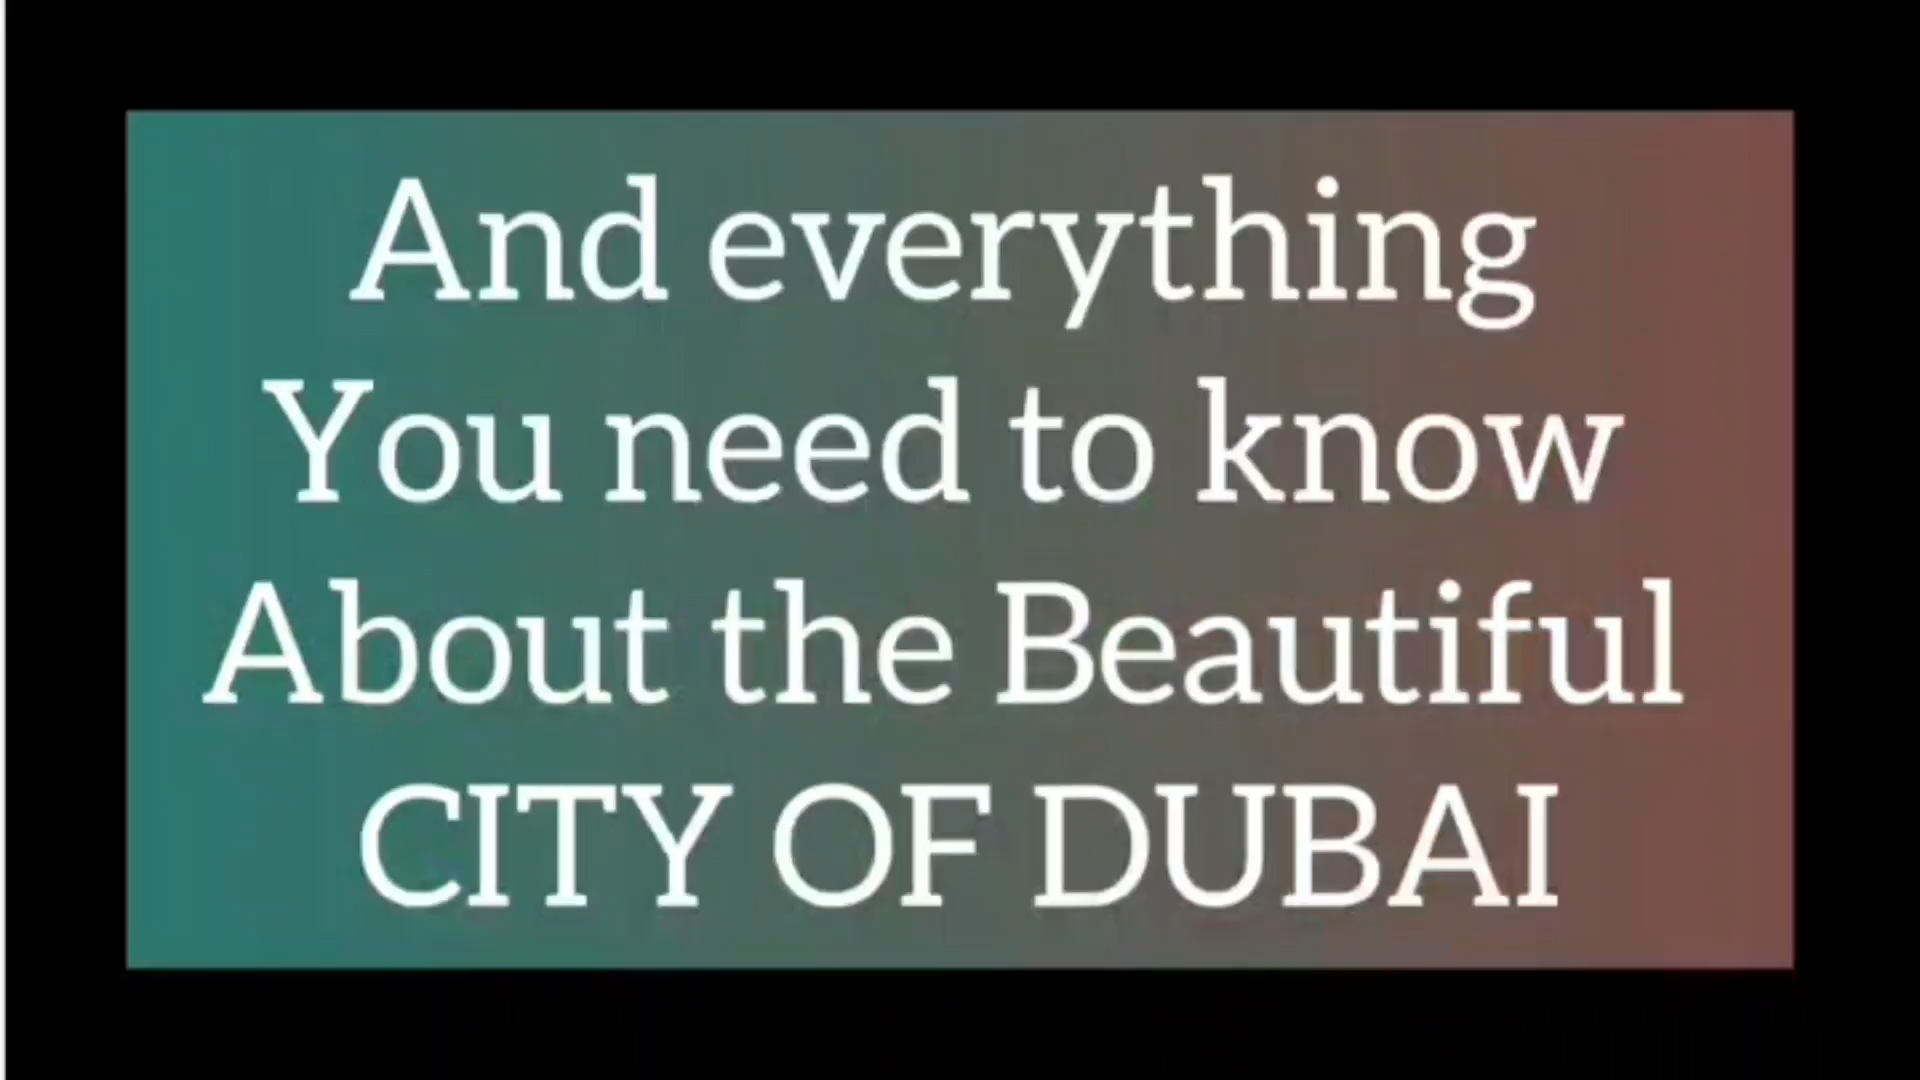 And everything
You need to know
About the Beautiful
CITY OF DUBAI